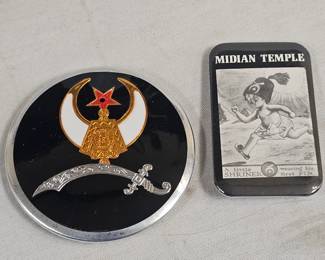 MIDIAN TEMPLE
A little
SHRINER
wearing his
first FEZ